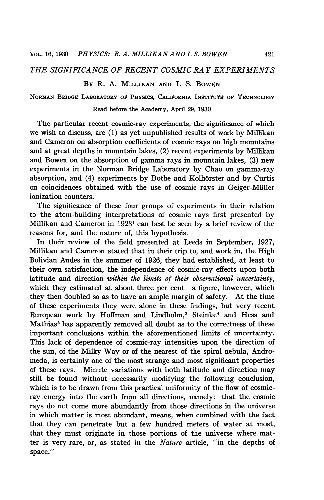 VOL. 16, 1930 PHYSICS: R. A. MILLIKAN AND I. S. BOWEN 421
THE SIGNIFICANCE OF RECENT COSMIC-RAY EXPERIMENTS
BY R. A. MILLIKAN AND I. S. BOWEN
NORMAN BRIDGE LABORATORY OF PHYSICS, CALIFORNIA INSTITUTE OF TECHNOLOGY
Read before the Academy, April 29, 1930
The particular recent cosmic-ray experiments, the significance of which
we wish to discuss, are (1) as yet unpublished results of work by Millikan
and Cameron on absorption coefficients of cosmic rays on high mountains
and at great depths in mountain lakes, (2) recent experiments by Millikan
and Bowen on the absorption of gamma rays in mountain lakes, (3) new
experiments in the Norman Bridge Laboratory by Chao on gamma-ray
absorption, and (4) experiments by Bothe and Kolhörster and by Curtis
on coincidences obtained with the use of cosmic rays in Geiger-Müller
ionization counters.
The significance of these four groups of experiments in their relation
to the atom-building interpretations of cosmic rays first presented by
Millikan and Cameron in 1928¹ can best be seen by a brief review of the
reasons for, and the nature of, this hypothesis.
In their review of the field presented at Leeds in September, 1927,
Millikan and Cameron stated that in their trip to, and work in, the High
Bolivian Andes in the summer of 1926, they had established, at least to
their own satisfaction, the independence of cosmic-ray effects upon both
latitude and direction within the limits of their observational uncertainty,
which they estimated at about three per cent—a figure, however, which
they then doubled so as to have an ample margin of safety. At the time
of these experiments they were alone in these findings, but very recent
European work by Hoffman and Lindholm,² Steinke,³ and Hess and
Mathias⁴ has apparently removed all doubt as to the correctness of these
important conclusions within the aforementioned limits of uncertainty.
This lack of dependence of cosmic-ray intensities upon the direction of
the sun, of the Milky Way or of the nearest of the spiral nebula, Andro-
meda, is certainly one of the most strange and most significant properties
of these rays. Minute variations with both latitude and direction may
still be found without necessarily modifying the following conclusion,
which is to be drawn from this practical uniformity of the flow of cosmic-
ray energy into the earth from all directions, namely: that the cosmic
rays do not come more abundantly from those directions in the universe
in which matter is most abundant, means, when combined with the fact
that they can penetrate but a few hundred meters of water at most,
that they must originate in those portions of the universe where mat-
ter is very rare, or, as stated in the Nature article, "in the depths of
space."